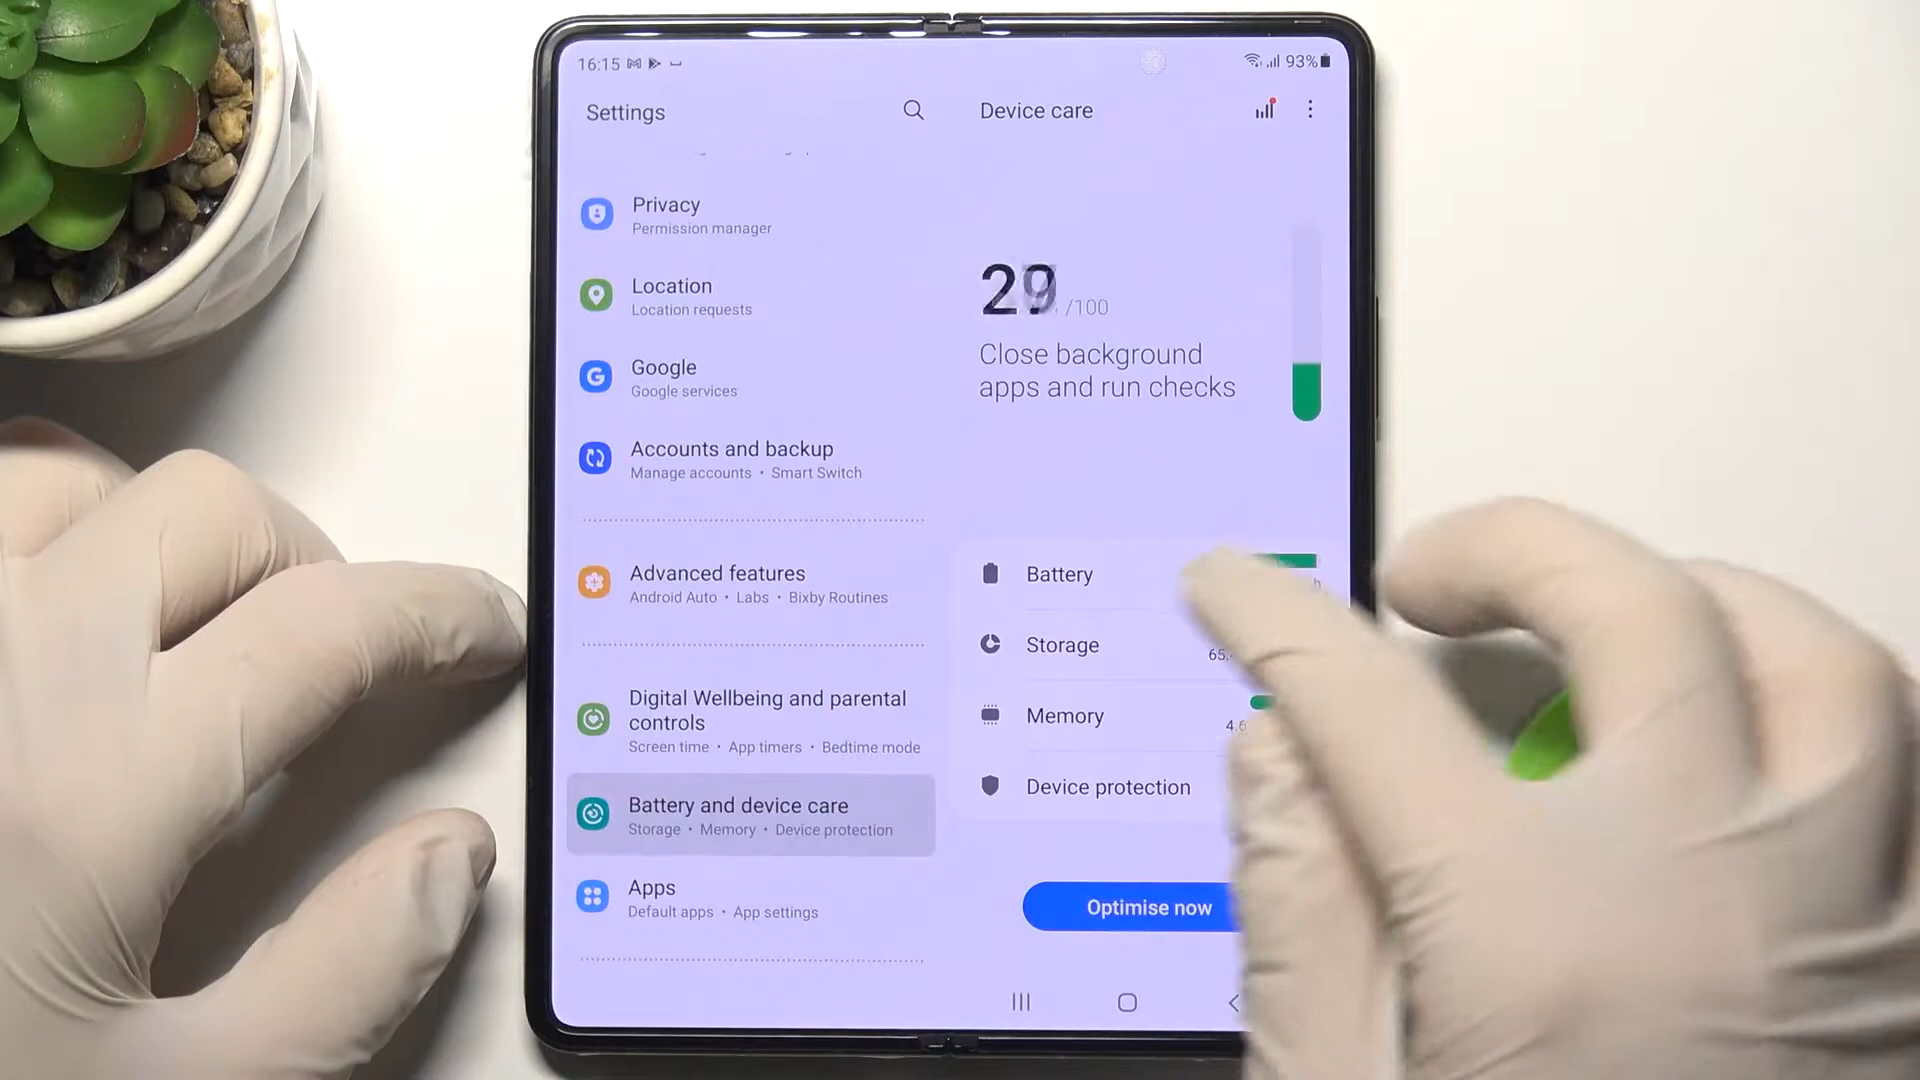 16:15
93%
Settings
Device care
Privacy
Permission manager
Location
Location requests
Google
Google services
Accounts and backup
Manage accounts • Smart Switch
Advanced features
Android Auto • Labs • Bixby Routines
Digital Wellbeing and parental
controls
Screen time • App timers • Bedtime mode
Battery and device care
Storage • Memory • Device protection
Apps
Default apps • App settings
/100
Close background
apps and run checks
Battery
Storage
Memory
Device protection
Optimise now